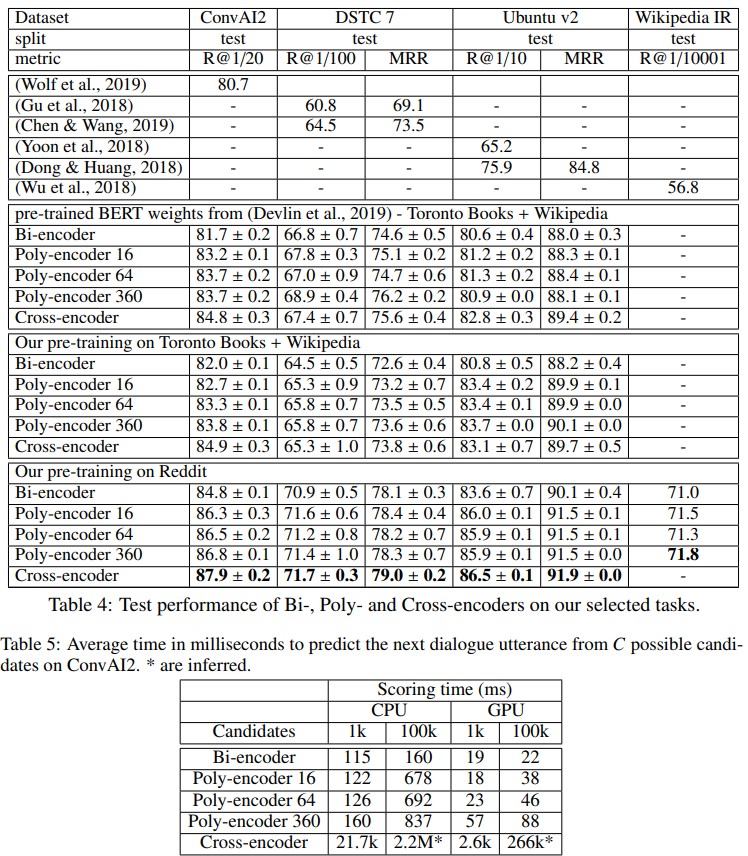 Dataset ConvAI2 DSTC 7 Ubuntu v2 Wikipedia IR
split test test test test
metric R@1/20 R@1/100 MRR R@1/10 MRR R@1/10001
(Wolf et al., 2019) 80.7
(Gu et al., 2018) - 60.8 69.1 - - -
(Chen & Wang, 2019) - 64.5 73.5 - - -
(Yoon et al., 2018) - - - 65.2 - -
(Dong & Huang, 2018) - - - 75.9 84.8 -
(Wu et al., 2018) - - - - - 56.8
pre-trained BERT weights from (Devlin et al., 2019) - Toronto Books + Wikipedia
Bi-encoder 81.7 ± 0.2 66.8 ± 0.7 74.6 ± 0.5 80.6 ± 0.4 88.0 ± 0.3 -
Poly-encoder 16 83.2 ± 0.1 67.8 ± 0.3 75.1 ± 0.2 81.2 ± 0.2 88.3 ± 0.1 -
Poly-encoder 64 83.7 ± 0.2 67.0 ± 0.9 74.7 ± 0.6 81.3 ± 0.2 88.4 ± 0.1 -
Poly-encoder 360 83.7 ± 0.2 68.9 ± 0.4 76.2 ± 0.2 80.9 ± 0.0 88.1 ± 0.1 -
Cross-encoder 84.8 ± 0.3 67.4 ± 0.7 75.6 ± 0.4 82.8 ± 0.3 89.4 ± 0.2 -
Our pre-training on Toronto Books + Wikipedia
Bi-encoder 82.0 ± 0.1 64.5 ± 0.5 72.6 ± 0.4 80.8 ± 0.5 88.2 ± 0.4 -
Poly-encoder 16 82.7 ± 0.1 65.3 ± 0.9 73.2 ± 0.7 83.4 ± 0.2 89.9 ± 0.1 -
Poly-encoder 64 83.3 ± 0.1 65.8 ± 0.7 73.5 ± 0.5 83.4 ± 0.1 89.9 ± 0.0 -
Poly-encoder 360 83.8 ± 0.1 65.8 ± 0.7 73.6 ± 0.6 83.7 ± 0.0 90.1 ± 0.0 -
Cross-encoder 84.9 ± 0.3 65.3 ± 1.0 73.8 ± 0.6 83.1 ± 0.7 89.7 ± 0.5 -
Our pre-training on Reddit
Bi-encoder 84.8 ± 0.1 70.9 ± 0.5 78.1 ± 0.3 83.6 ± 0.7 90.1 ± 0.4 71.0
Poly-encoder 16 86.3 ± 0.3 71.6 ± 0.6 78.4 ± 0.4 86.0 ± 0.1 91.5 ± 0.1 71.5
Poly-encoder 64 86.5 ± 0.2 71.2 ± 0.8 78.2 ± 0.7 85.9 ± 0.1 91.5 ± 0.1 71.3
Poly-encoder 360 86.8 ± 0.1 71.4 ± 1.0 78.3 ± 0.7 85.9 ± 0.1 91.5 ± 0.0 71.8
Cross-encoder 87.9 ± 0.2 71.7 ± 0.3 79.0 ± 0.2 86.5 ± 0.1 91.9 ± 0.0 -
Table 4: Test performance of Bi-, Poly- and Cross-encoders on our selected tasks.
Table 5: Average time in milliseconds to predict the next dialogue utterance from C possible candi-
dates on ConvAI2. * are inferred.
Scoring time (ms)
CPU GPU
Candidates 1k 100k 1k 100k
Bi-encoder 115 160 19 22
Poly-encoder 16 122 678 18 38
Poly-encoder 64 126 692 23 46
Poly-encoder 360 160 837 57 88
Cross-encoder 21.7k 2.2M* 2.6k 266k*